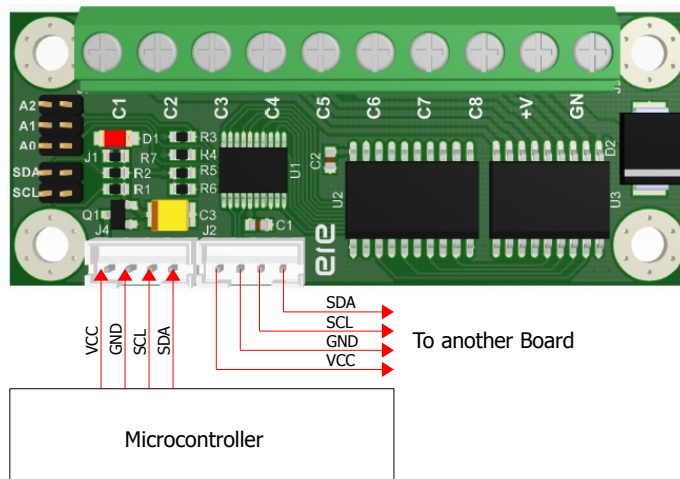 C1
C2
C3
C4
C5
C6
C7
C8
+V
GN
A2
A1
A0
SDA
SCL
D1
J1
R7
R2
R1
R3
R4
R5
R6
U1
C2
U2
U3
D2
Q1
J4
C3
J2
C1
ere
VCC
GND
SCL
SDA
SDA
SCL
GND
VCC
To another Board
Microcontroller